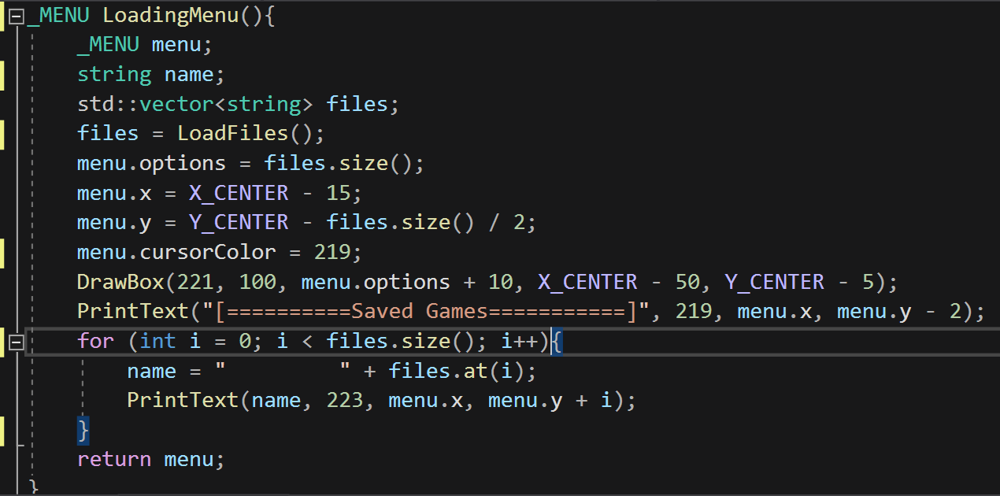 _MENU LoadingMenu(){
    _MENU menu;
    string name;
    std::vector<string> files;
    files = LoadFiles();
    menu.options = files.size();
    menu.x = X_CENTER - 15;
    menu.y = Y_CENTER - files.size() / 2;
    menu.cursorColor = 219;
    DrawBox(221, 100, menu.options + 10, X_CENTER - 50, Y_CENTER - 5);
    PrintText("[==========Saved Games===========]", 219, menu.x, menu.y - 2);
    for (int i = 0; i < files.size(); i++){
        name = "         " + files.at(i);
        PrintText(name, 223, menu.x, menu.y + i);
    }
    return menu;
}